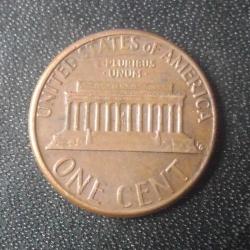 UNITED STATES OF AMERICA
E PLURIBUS
UNUM
ONE CENT